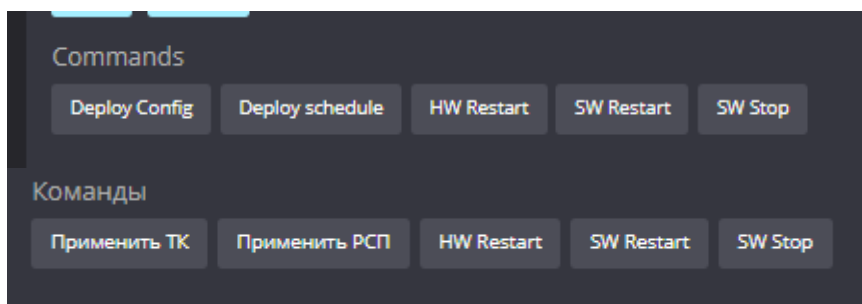 Commands
Deploy Config Deploy schedule HW Restart SW Restart SW Stop
Команды
Применить ТК Применить РСП HW Restart SW Restart SW Stop